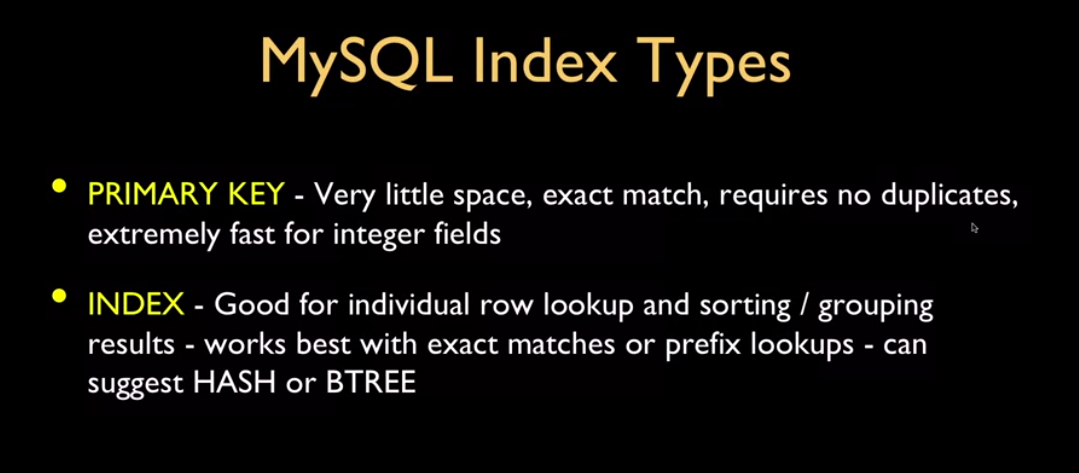 MySQL Index Types
• PRIMARY KEY - Very little space, exact match, requires no duplicates,
extremely fast for integer fields
• INDEX - Good for individual row lookup and sorting / grouping
results - works best with exact matches or prefix lookups - can
suggest HASH or BTREE